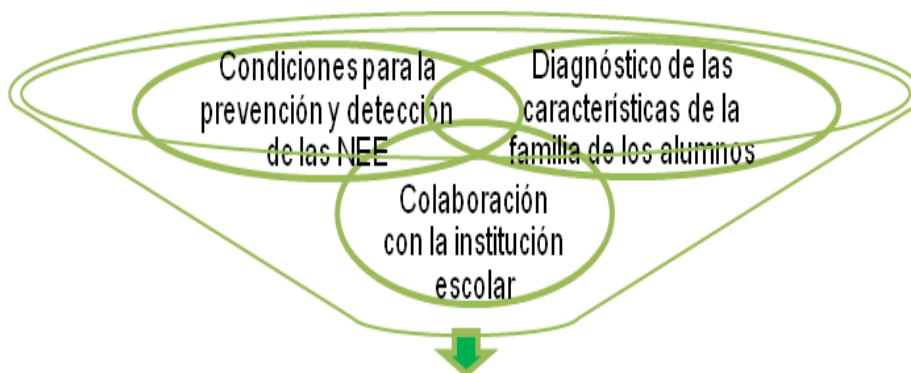 Condiciones para la
prevención y detección
de las NEE
Diagnóstico de las
características de la
familia de los alumnos
Colaboración
con la institución
escolar